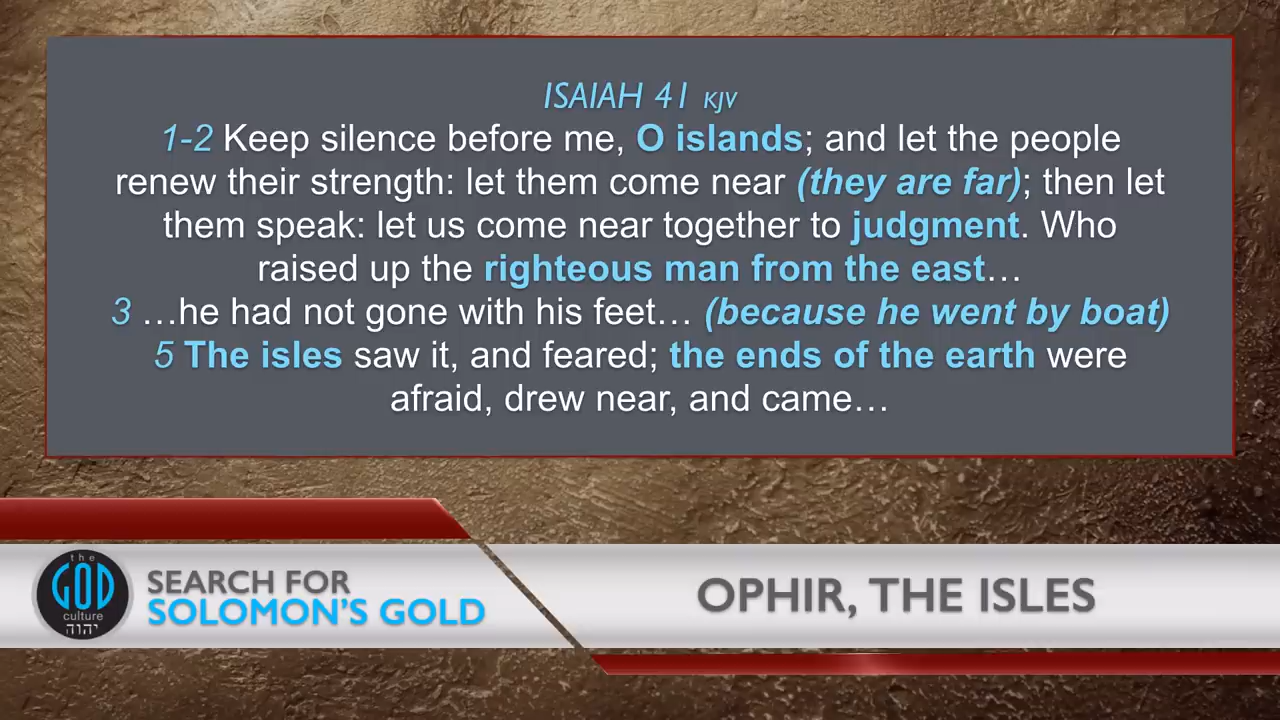 ISAIAH 41 KJV
1-2 Keep silence before me, O islands; and let the people
renew their strength: let them come near (they are far); then let
them speak: let us come near together to judgment. Who
raised up the righteous man from the east…
3 …he had not gone with his feet… (because he went by boat)
5 The isles saw it, and feared; the ends of the earth were
afraid, drew near, and came…
the
GOD
culture
יהוה
SEARCH FOR
SOLOMON'S GOLD
OPHIR, THE ISLES